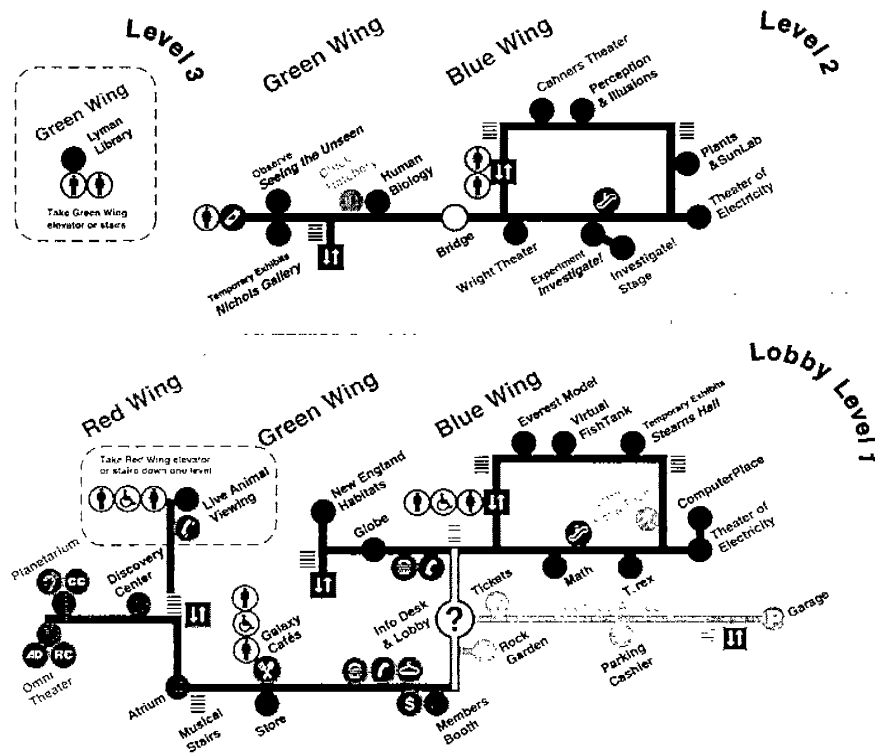 Level 3
Green Wing
Lyman
Library
Take Green Wing
elevator or stairs
Level 2
Green Wing
Blue Wing
Cahners Theater
Perception
& Illusions
Observe
Seeing the Unseen
Human
Biology
Plants
& SunLab
Theater of
Electricity
Temporary Exhibits
Nichols Gallery
Bridge
Wright Theater
Experiment
Investigate!
Investigate!
Stage
Lobby Level 1
Red Wing
Green Wing
Blue Wing
Take Red Wing elevator
or stairs down one level
Live Animal
Viewing
New England
Habitats
Globe
Everest Model
Virtual
FishTank
Temporary Exhibits
Stearns Hall
ComputerPlace
Theater of
Electricity
Planetarium
CC
Discovery
Center
Math
T. rex
Omni
Theater
AD
RC
Atrium
Musical
Stairs
Galaxy
Cafés
Store
Info Desk
& Lobby
?
$
Members
Booth
Tickets
Rock
Garden
Parking
Cashier
P
Garage